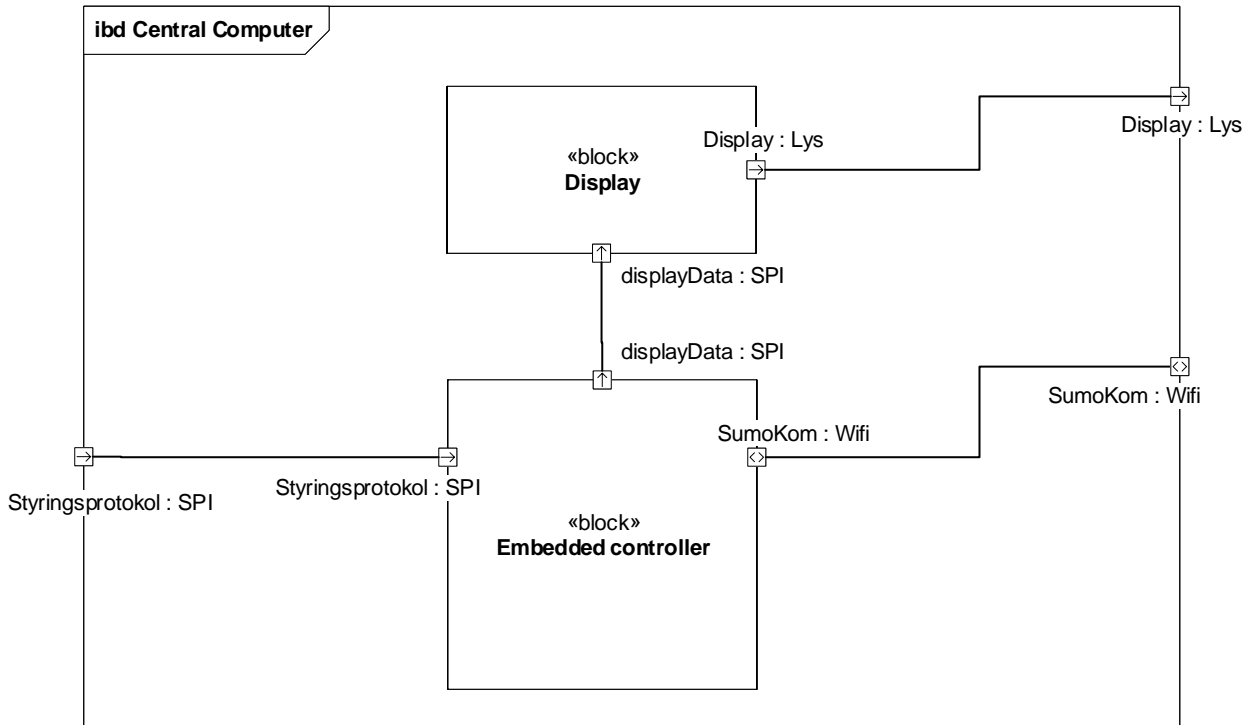 ibd Central Computer
Display : Lys
Display : Lys
«block»
Display
displayData : SPI
displayData : SPI
SumoKom : Wifi
SumoKom : Wifi
Styringsprotokol : SPI
Styringsprotokol : SPI
«block»
Embedded controller